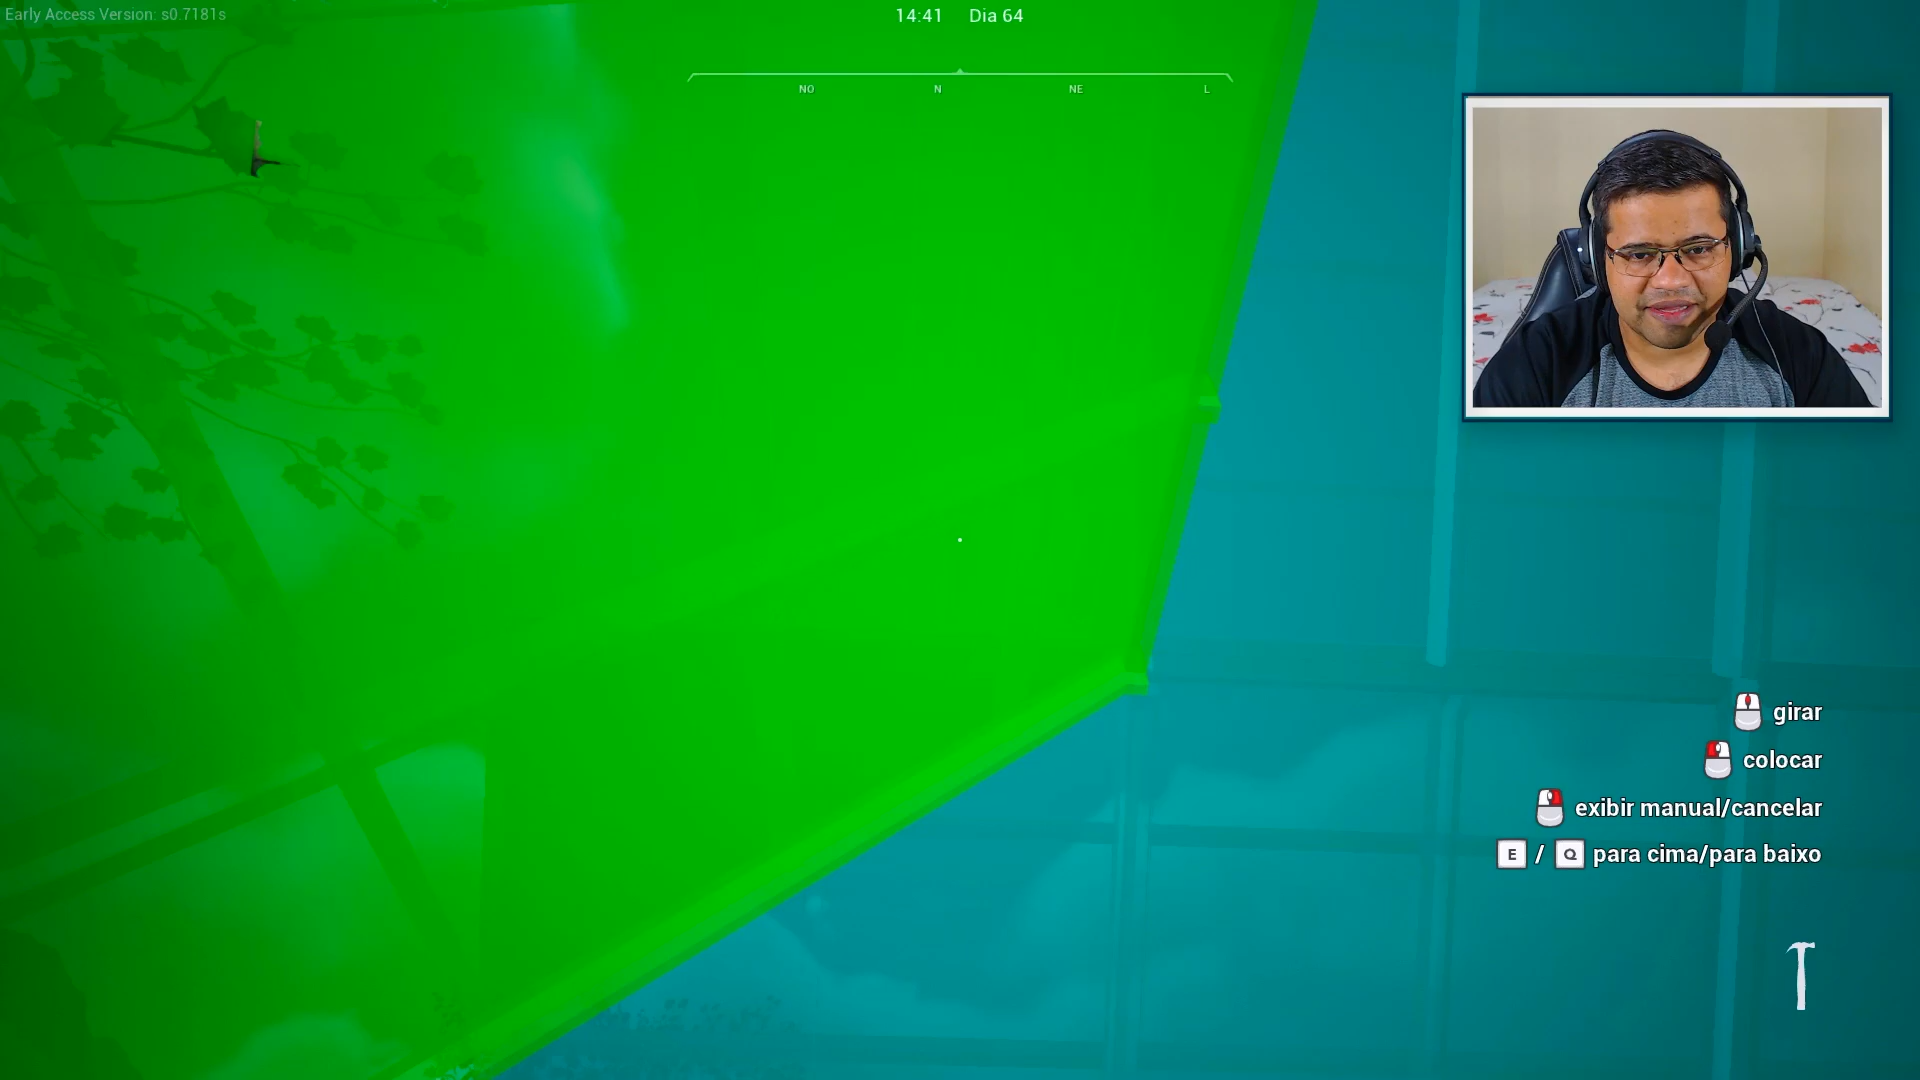 Early Access Version: s0.7181s
14:41 Dia 64
NO N NE L
girar
colocar
exibir manual/cancelar
E / Q para cima/para baixo